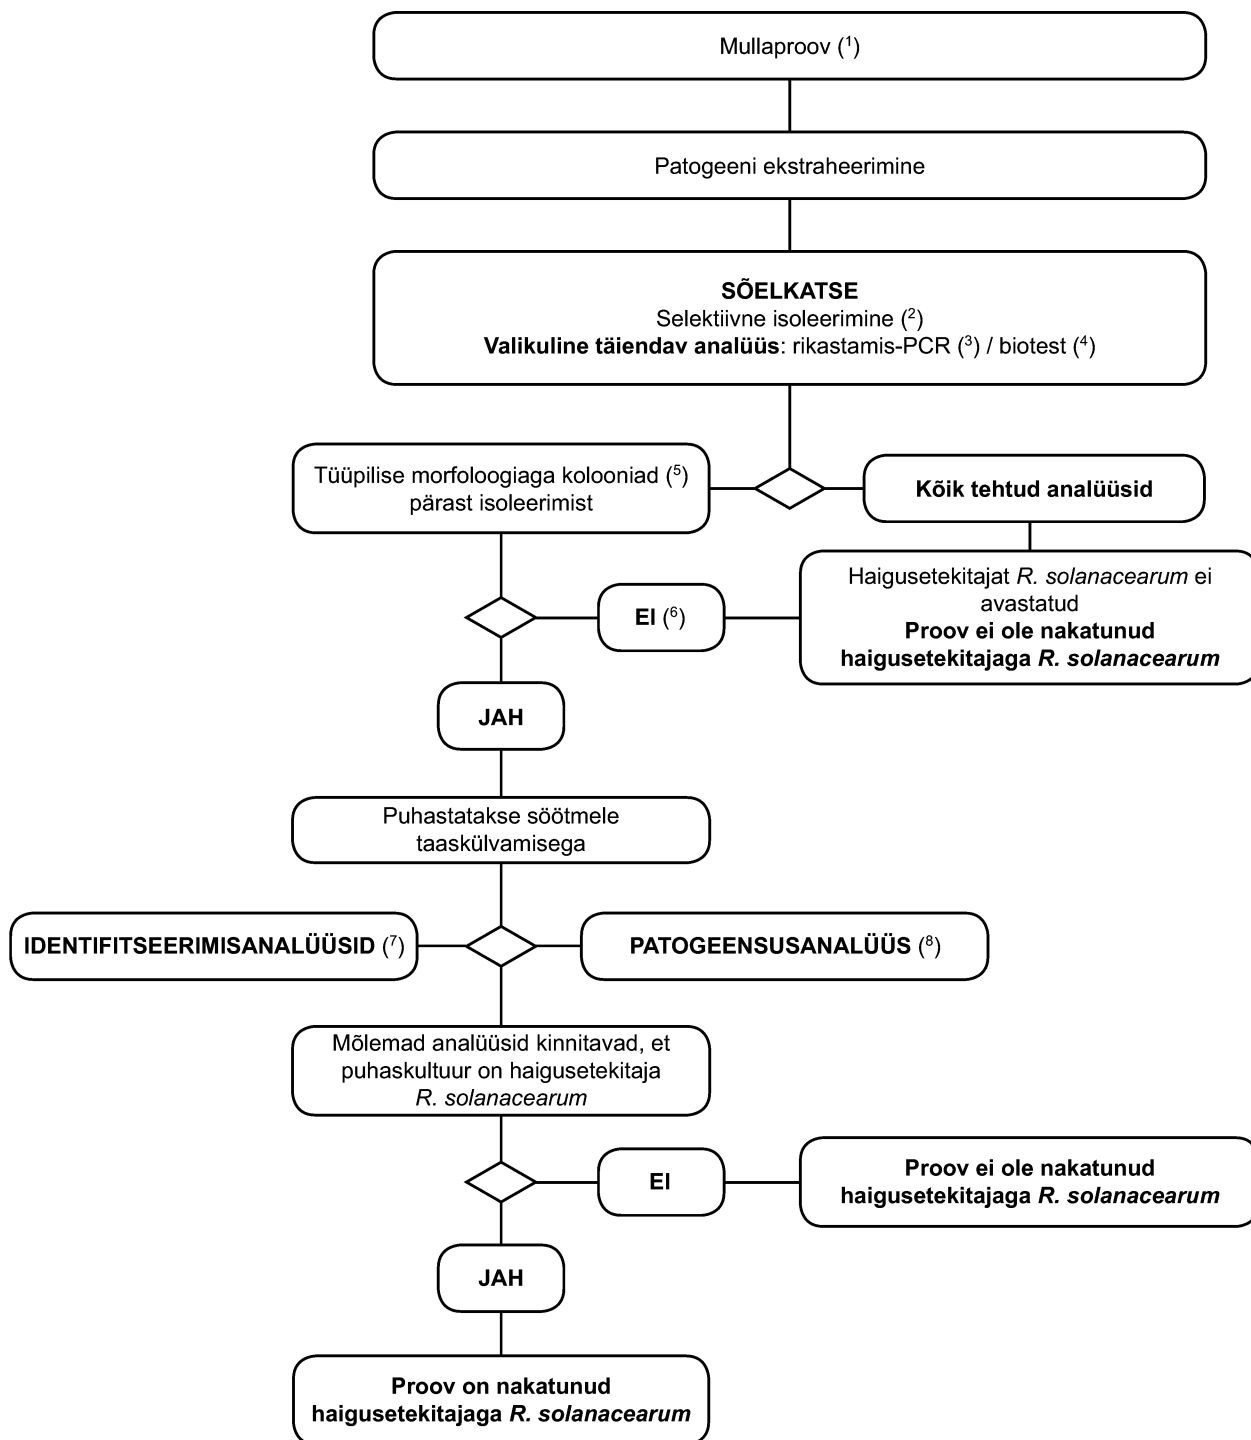 Mullaproov (¹)
Patogeeni ekstraheerimine
SÕELKATSE
Selektiivne isoleerimine (²)
Valikuline täiendav analüüs: rikastamis-PCR (³) / biotest (⁴)
Tüüpilise morfoloogiaga kolooniad (⁵)
pärast isoleerimist
Kõik tehtud analüüsid
Haigusetekitajat R. solanacearum ei
avastatud
Proov ei ole nakatunud
haigusetekitajaga R. solanacearum
EI (⁶)
JAH
Puhastatakse söötmele
taaskülvamisega
IDENTIFITSEERIMISANALÜÜSID (⁷)
PATOGEENSUSANALÜÜS (⁸)
Mõlemad analüüsid kinnitavad, et
puhaskultuur on haigusetekitaja
R. solanacearum
EI
Proov ei ole nakatunud
haigusetekitajaga R. solanacearum
JAH
Proov on nakatunud
haigusetekitajaga R. solanacearum